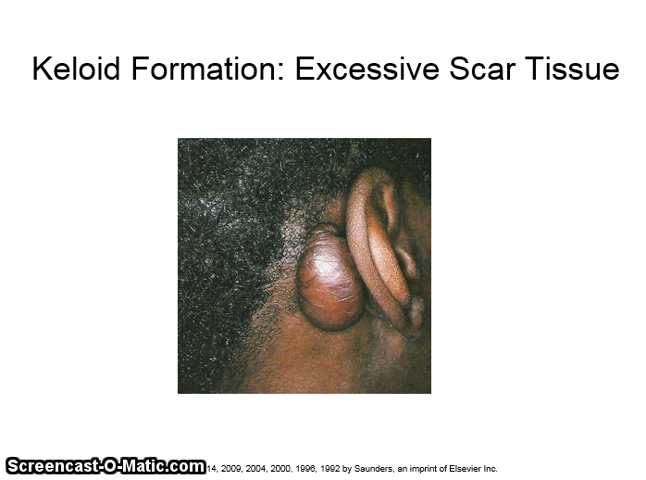 Keloid Formation: Excessive Scar Tissue
Screencast-O-Matic.com 14, 2009, 2004, 2000, 1996, 1992 by Saunders, an imprint of Elsevier Inc.